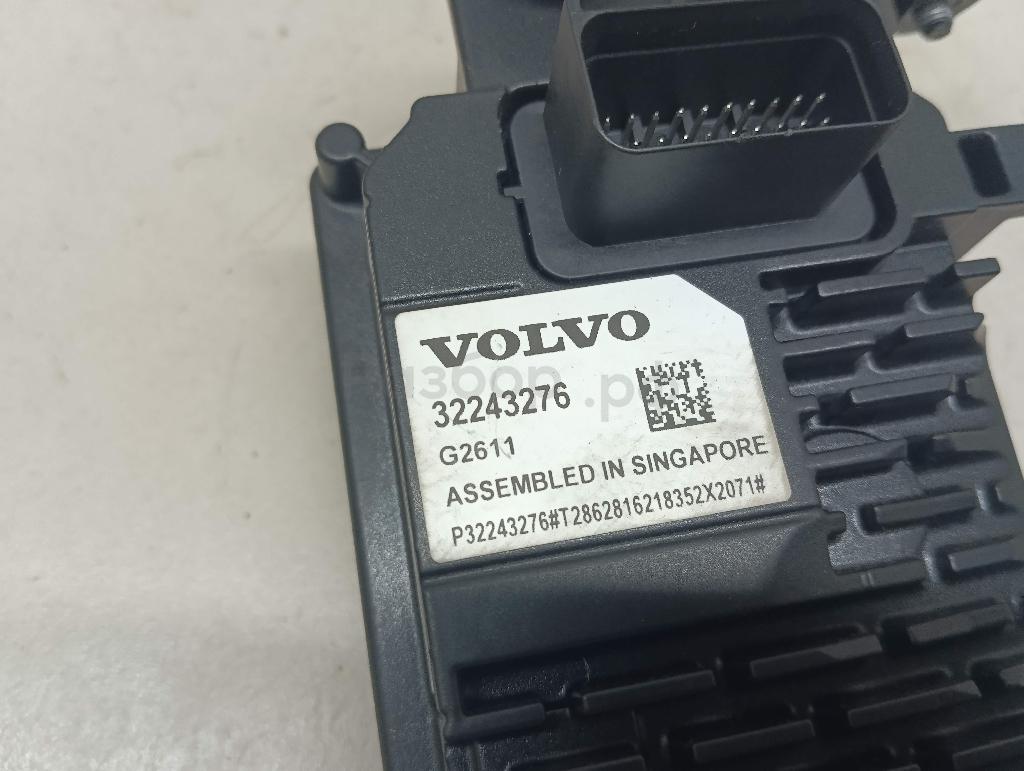 VOLVO
32243276
G2611
ASSEMBLED IN SINGAPORE
P32243276#T2862816218352X2071#